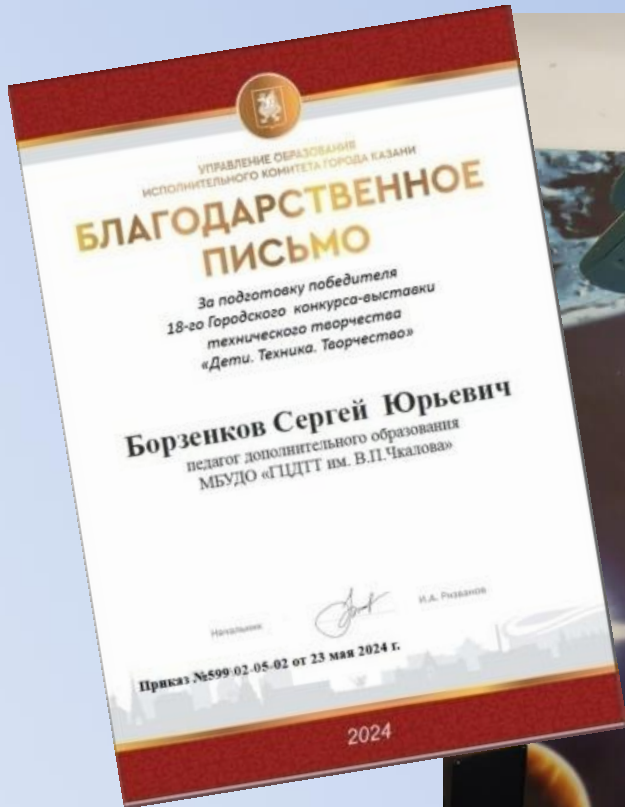 УПРАВЛЕНИЕ ОБРАЗОВАНИЯ
ИСПОЛНИТЕЛЬНОГО КОМИТЕТА ГОРОДА КАЗАНИ
БЛАГОДАРСТВЕННОЕ
ПИСЬМО
За подготовку победителя
18-го Городского конкурса-выставки
технического творчества
«Дети. Техника. Творчество»
Борзенков Сергей Юрьевич
педагог дополнительного образования
МБУДО «ГЦДТТ им. В.П.Чкалова»
Начальник И.А. Ризванов
Приказ №599 02-05-02 от 23 мая 2024 г.
2024